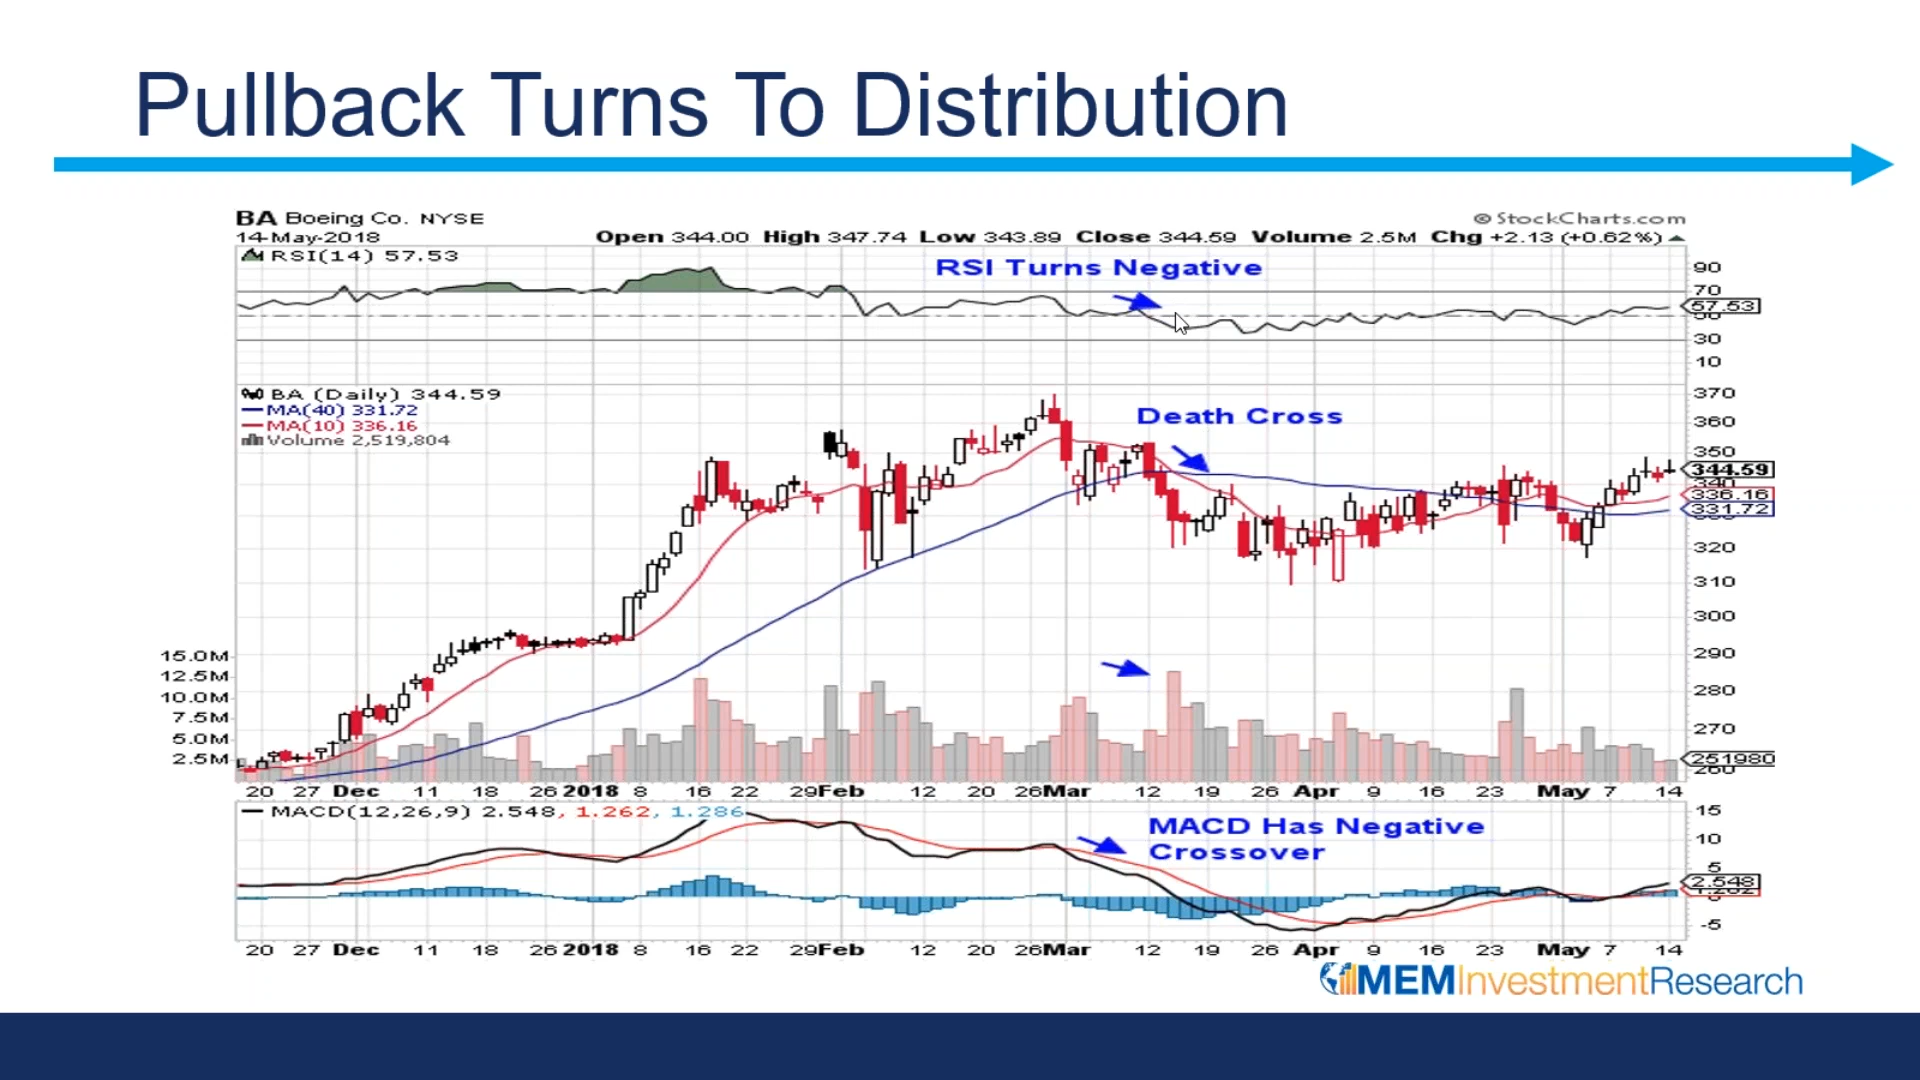 Pullback Turns To Distribution
BA Boeing Co. NYSE
© StockCharts.com
14-May-2018
Open 344.00 High 347.74 Low 343.89 Close 344.59 Volume 2.5M Chg +2.13 (+0.62%)
RSI(14) 57.53
RSI Turns Negative
90
70
57.53
30
10
BA (Daily) 344.59
MA(40) 331.72
MA(10) 336.16
Volume 2,519,804
Death Cross
370
360
350
344.59
340
336.16
331.72
320
310
300
290
280
270
260
15.0M
12.5M
10.0M
7.5M
5.0M
2.5M
251980
20 27 Dec 11 18 26 2018 8 16 22 29 Feb 12 20 26 Mar 12 19 26 Apr 9 16 23 May 7 14
MACD(12,26,9) 2.548, 1.262, 1.286
MACD Has Negative
Crossover
15
10
5
2.548
-5
20 27 Dec 11 18 26 2018 8 16 22 29 Feb 12 20 26 Mar 12 19 26 Apr 9 16 23 May 7 14
MEMInvestmentResearch